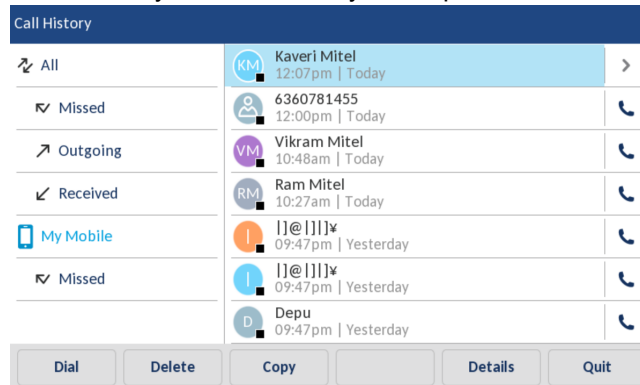 Call History
All
Missed
Outgoing
Received
My Mobile
Missed
KM
Kaveri Mitel
12:07pm | Today
6360781455
12:00pm | Today
VM
Vikram Mitel
10:48am | Today
RM
Ram Mitel
10:27am | Today
|
|]@|]|]¥
09:47pm | Yesterday
|
|]@|]|]¥
09:47pm | Yesterday
D
Depu
09:47pm | Yesterday
Dial
Delete
Copy
Details
Quit